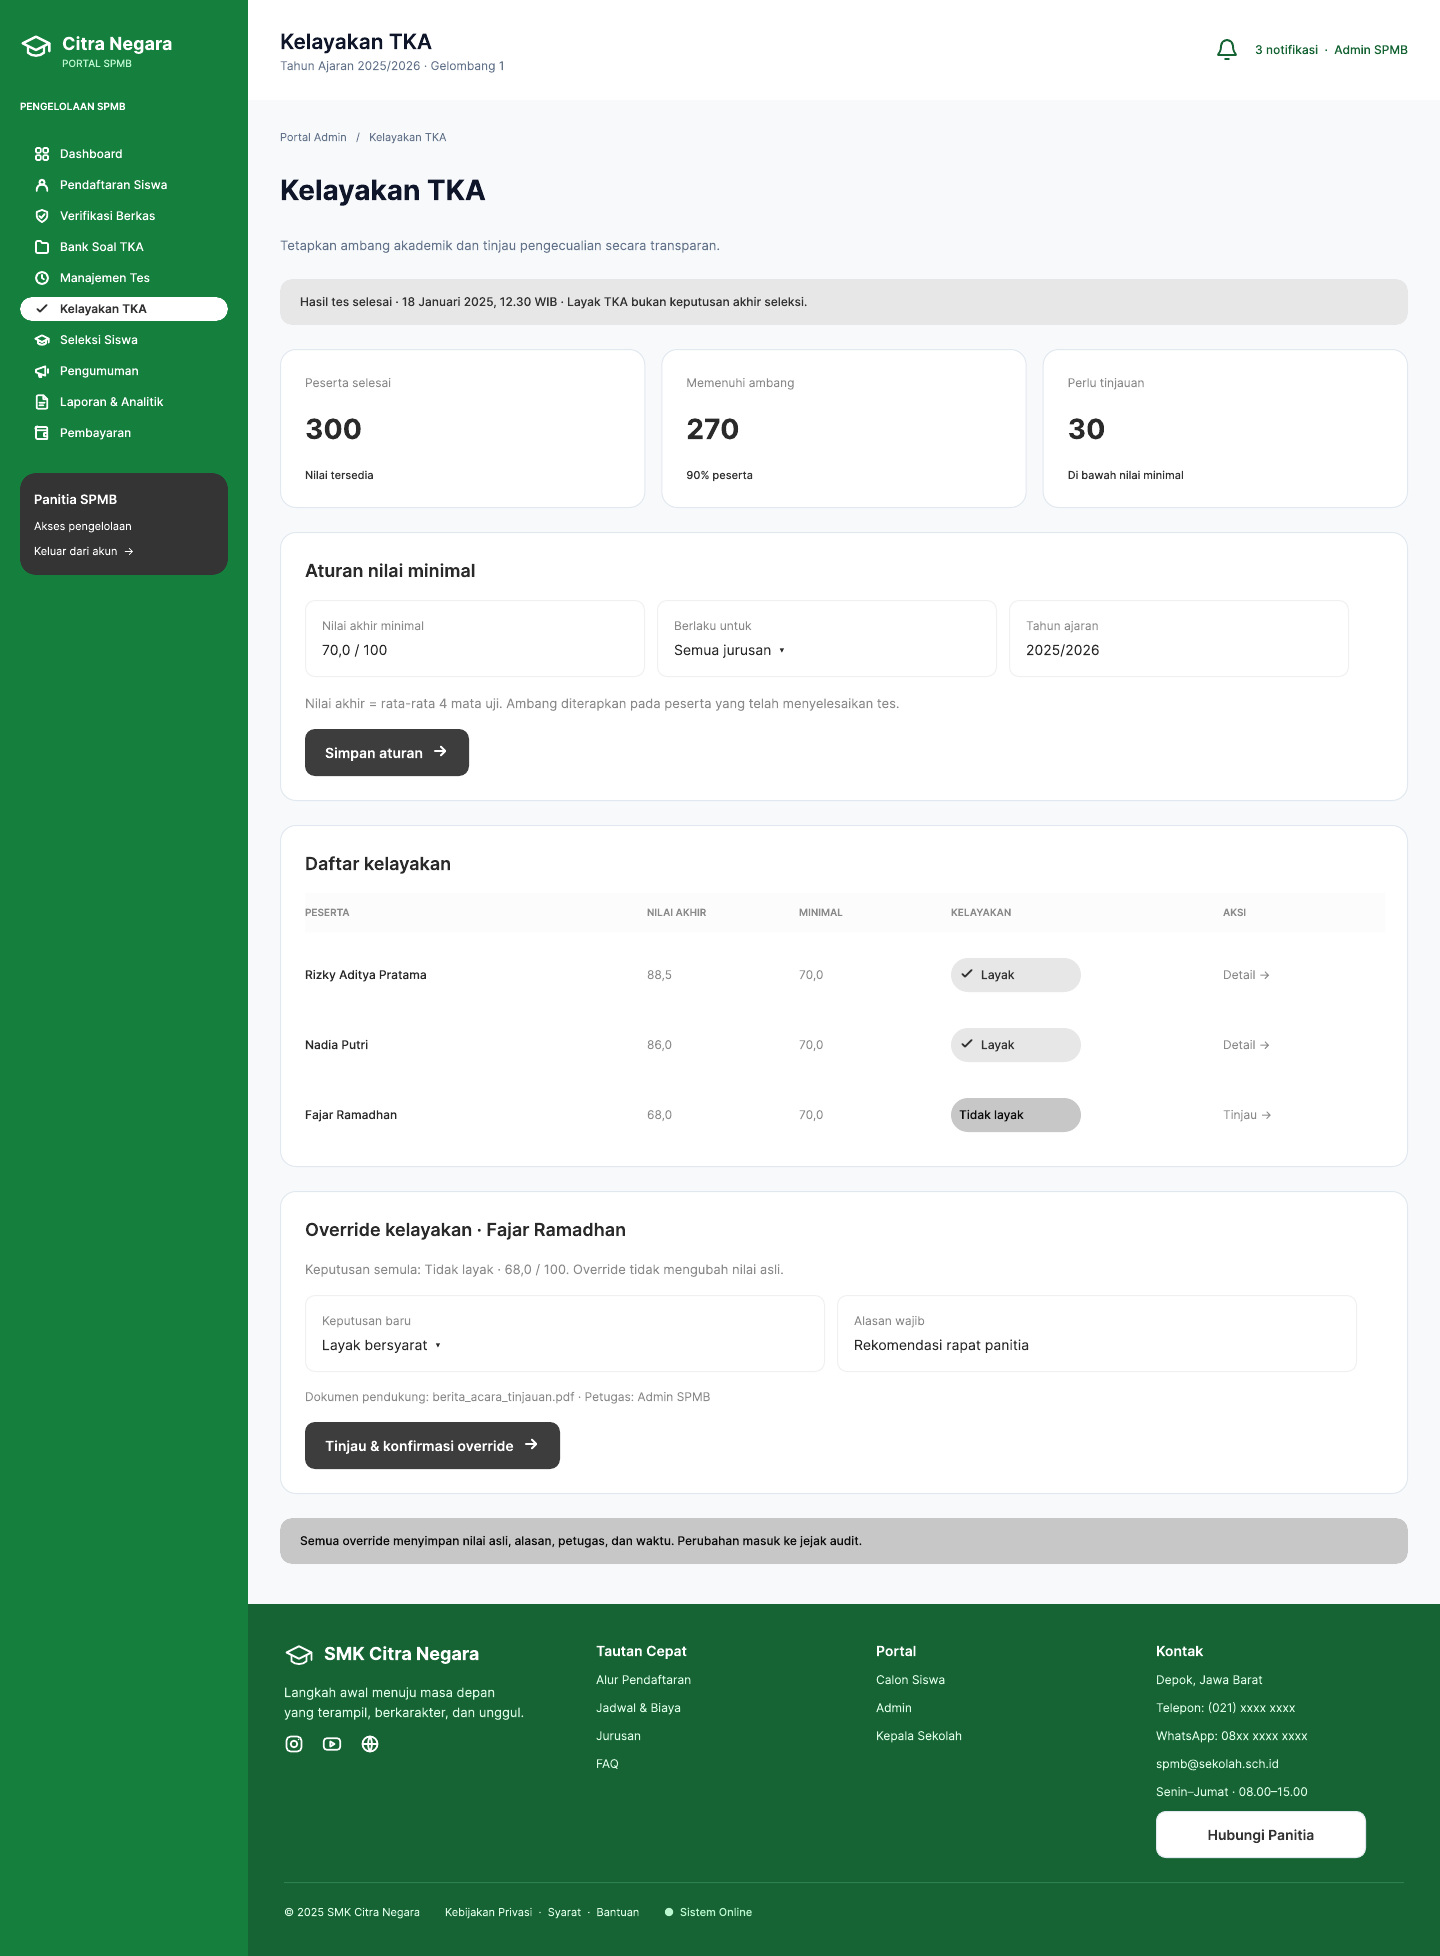 Citra Negara
PORTAL SPMB
PENGELOLAAN SPMB
Dashboard
Pendaftaran Siswa
Verifikasi Berkas
Bank Soal TKA
Manajemen Tes
Kelayakan TKA
Seleksi Siswa
Pengumuman
Laporan & Analitik
Pembayaran
Panitia SPMB
Akses pengelolaan
Keluar dari akun →
Kelayakan TKA
Tahun Ajaran 2025/2026 · Gelombang 1
3 notifikasi · Admin SPMB
Portal Admin / Kelayakan TKA
Kelayakan TKA
Tetapkan ambang akademik dan tinjau pengecualian secara transparan.
Hasil tes selesai · 18 Januari 2025, 12.30 WIB · Layak TKA bukan keputusan akhir seleksi.
Peserta selesai
300
Nilai tersedia
Memenuhi ambang
270
90% peserta
Perlu tinjauan
30
Di bawah nilai minimal
Aturan nilai minimal
Nilai akhir minimal
70,0 / 100
Berlaku untuk
Semua jurusan ▾
Tahun ajaran
2025/2026
Nilai akhir = rata-rata 4 mata uji. Ambang diterapkan pada peserta yang telah menyelesaikan tes.
Simpan aturan →
Daftar kelayakan
PESERTA NILAI AKHIR MINIMAL KELAYAKAN AKSI
Rizky Aditya Pratama 88,5 70,0 ✓ Layak Detail →
Nadia Putri 86,0 70,0 ✓ Layak Detail →
Fajar Ramadhan 68,0 70,0 Tidak layak Tinjau →
Override kelayakan · Fajar Ramadhan
Keputusan semula: Tidak layak · 68,0 / 100. Override tidak mengubah nilai asli.
Keputusan baru
Layak bersyarat ▾
Alasan wajib
Rekomendasi rapat panitia
Dokumen pendukung: berita_acara_tinjauan.pdf · Petugas: Admin SPMB
Tinjau & konfirmasi override →
Semua override menyimpan nilai asli, alasan, petugas, dan waktu. Perubahan masuk ke jejak audit.
SMK Citra Negara
Langkah awal menuju masa depan
yang terampil, berkarakter, dan unggul.
Tautan Cepat
Alur Pendaftaran
Jadwal & Biaya
Jurusan
FAQ
Portal
Calon Siswa
Admin
Kepala Sekolah
Kontak
Depok, Jawa Barat
Telepon: (021) xxxx xxxx
WhatsApp: 08xx xxxx xxxx
spmb@sekolah.sch.id
Senin–Jumat · 08.00–15.00
Hubungi Panitia
© 2025 SMK Citra Negara Kebijakan Privasi · Syarat · Bantuan ● Sistem Online